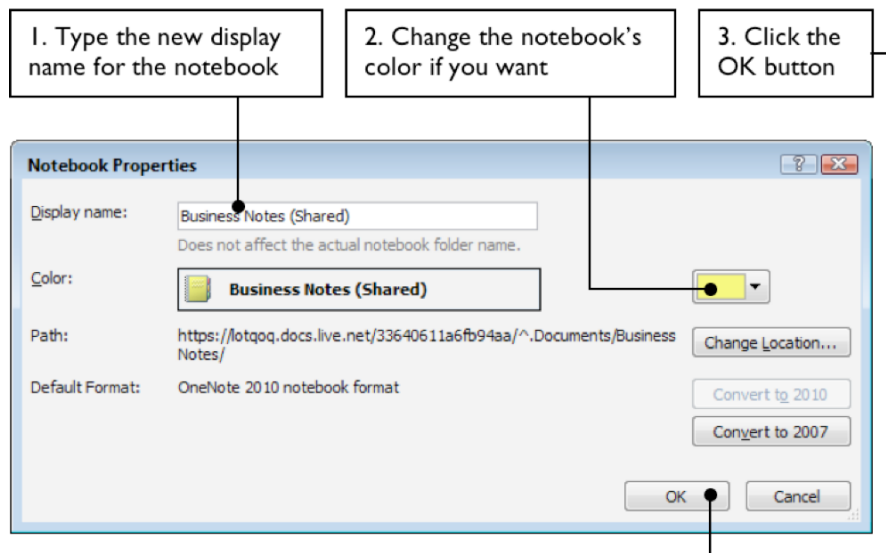 1. Type the new display
name for the notebook
2. Change the notebook's
color if you want
3. Click the
OK button
Notebook Properties
Display name:
Business Notes (Shared)
Does not affect the actual notebook folder name.
Color:
Business Notes (Shared)
Path:
https://lotqoq.docs.live.net/33640611a6fb94aa/^.Documents/Business
Notes/
Change Location...
Default Format:
OneNote 2010 notebook format
Convert to 2010
Convert to 2007
OK
Cancel